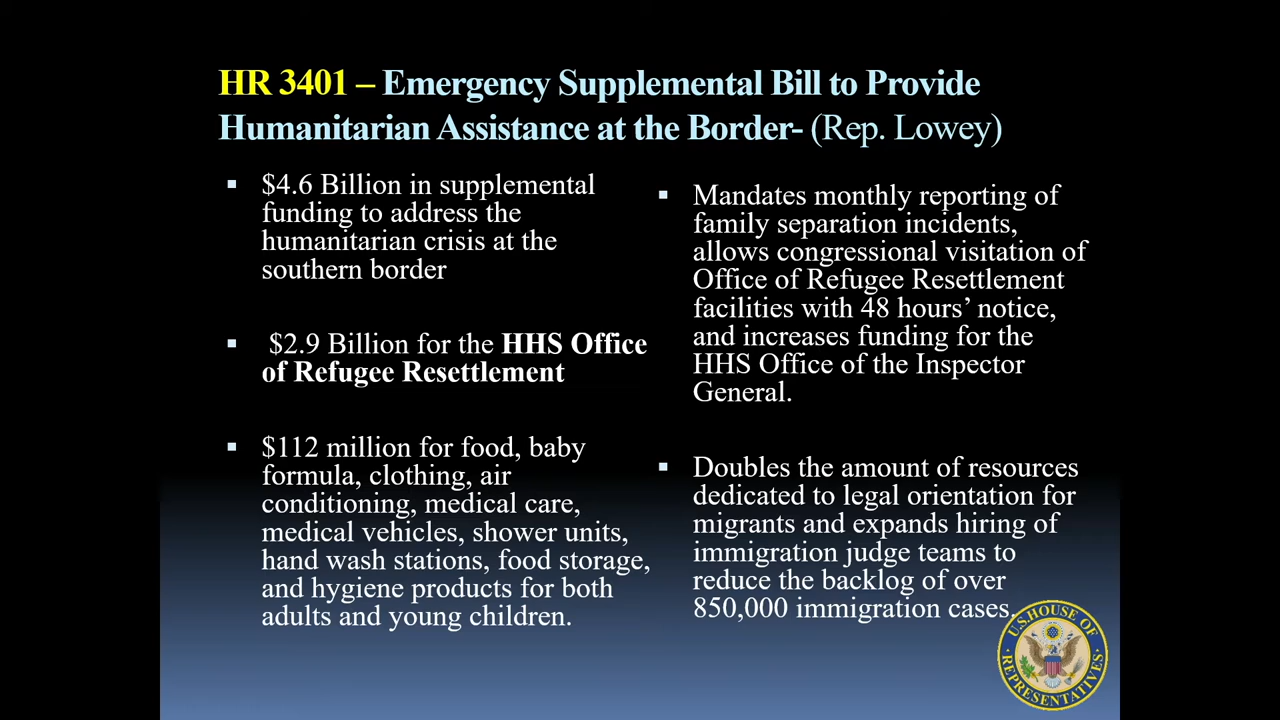 HR 3401 – Emergency Supplemental Bill to Provide
Humanitarian Assistance at the Border- (Rep. Lowey)
▪ $4.6 Billion in supplemental
funding to address the
humanitarian crisis at the
southern border
▪ $2.9 Billion for the HHS Office
of Refugee Resettlement
▪ $112 million for food, baby
formula, clothing, air
conditioning, medical care,
medical vehicles, shower units,
hand wash stations, food storage,
and hygiene products for both
adults and young children.
▪ Mandates monthly reporting of
family separation incidents,
allows congressional visitation of
Office of Refugee Resettlement
facilities with 48 hours’ notice,
and increases funding for the
HHS Office of the Inspector
General.
▪ Doubles the amount of resources
dedicated to legal orientation for
migrants and expands hiring of
immigration judge teams to
reduce the backlog of over
850,000 immigration cases.
U.S. HOUSE OF
REPRESENTATIVES